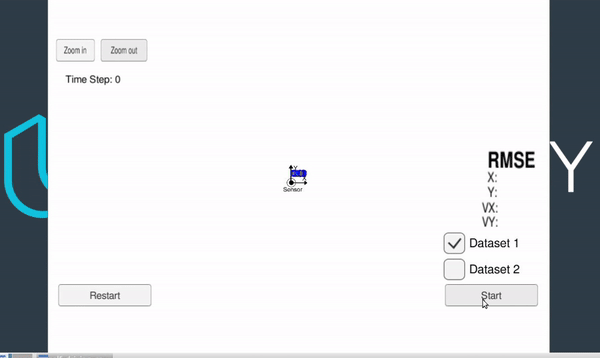 Zoom in
Zoom out
Time Step: 0
Y
RMSE
X:
Y:
VX:
VY:
Y
Sensor
Dataset 1
Dataset 2
Restart
Start